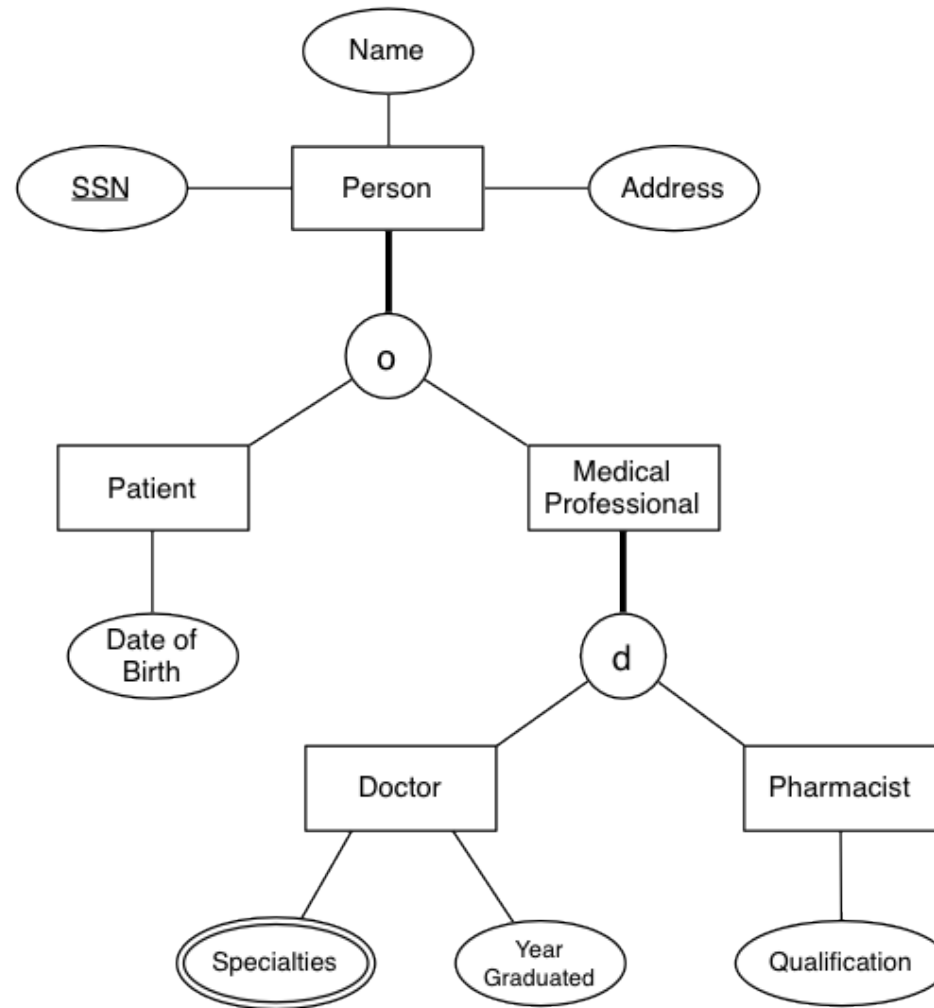 Name
SSN
Person
Address
o
Patient
Medical
Professional
Date of
Birth
d
Doctor
Pharmacist
Specialties
Year
Graduated
Qualification